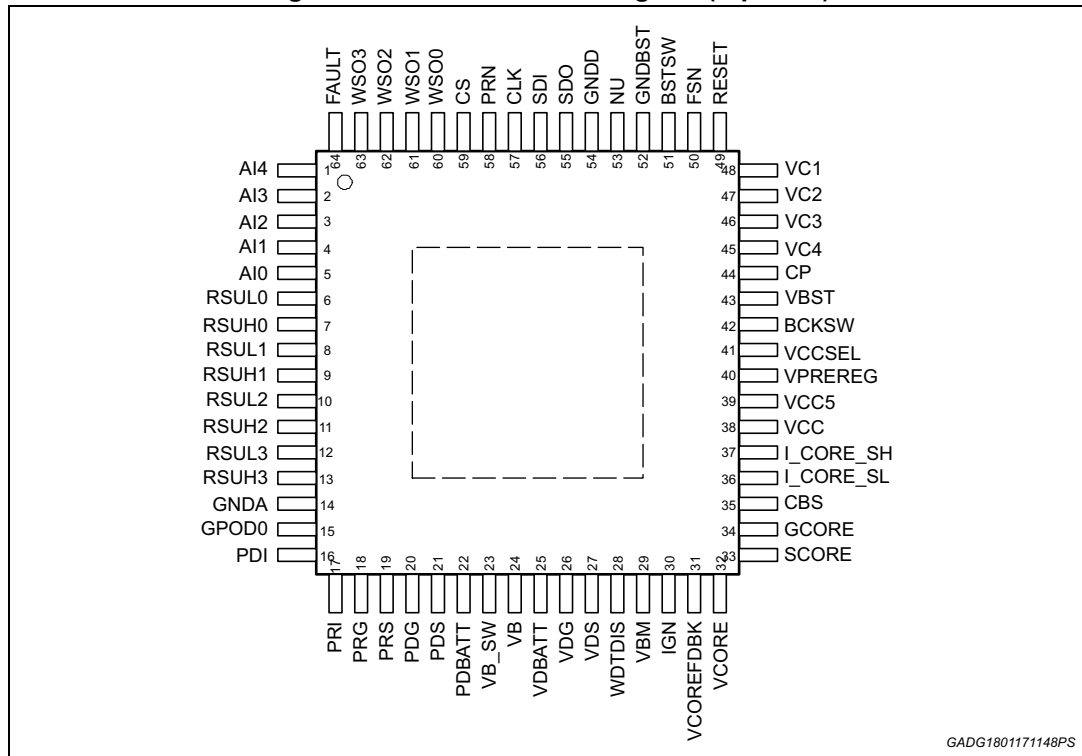 FAULT
WSO3
WSO2
WSO1
WSO0
CS
PRN
CLK
SDI
SDO
GNDD
NU
GNDBST
BSTSW
FSN
RESET
64
63
62
61
60
59
58
57
56
55
54
53
52
51
50
49
AI4 1
AI3 2
AI2 3
AI1 4
AI0 5
RSUL0 6
RSUH0 7
RSUL1 8
RSUH1 9
RSUL2 10
RSUH2 11
RSUL3 12
RSUH3 13
GNDA 14
GPOD0 15
PDI 16
48 VC1
47 VC2
46 VC3
45 VC4
44 CP
43 VBST
42 BCKSW
41 VCCSEL
40 VPREREG
39 VCC5
38 VCC
37 I_CORE_SH
36 I_CORE_SL
35 CBS
34 GCORE
33 SCORE
17
18
19
20
21
22
23
24
25
26
27
28
29
30
31
32
PRI
PRG
PRS
PDG
PDS
PDBATT
VB_SW
VB
VDBATT
VDG
VDS
WDTDIS
VBM
IGN
VCOREFDBK
VCORE
GADG1801171148PS